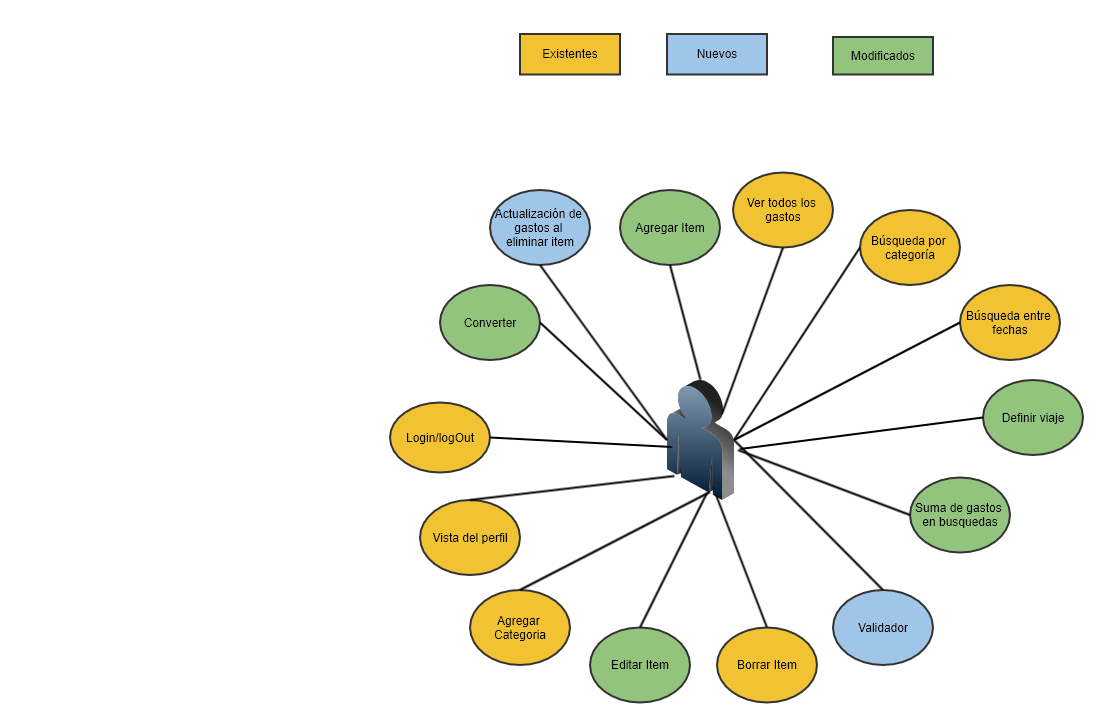 Existentes
Nuevos
Modificados
Ver todos los
gastos
Actualización de
gastos al
eliminar item
Agregar Item
Búsqueda por
categoría
Converter
Búsqueda entre
fechas
Definir viaje
Login/logOut
Suma de gastos
en busquedas
Vista del perfil
Agregar
Categoria
Validador
Editar Item
Borrar Item